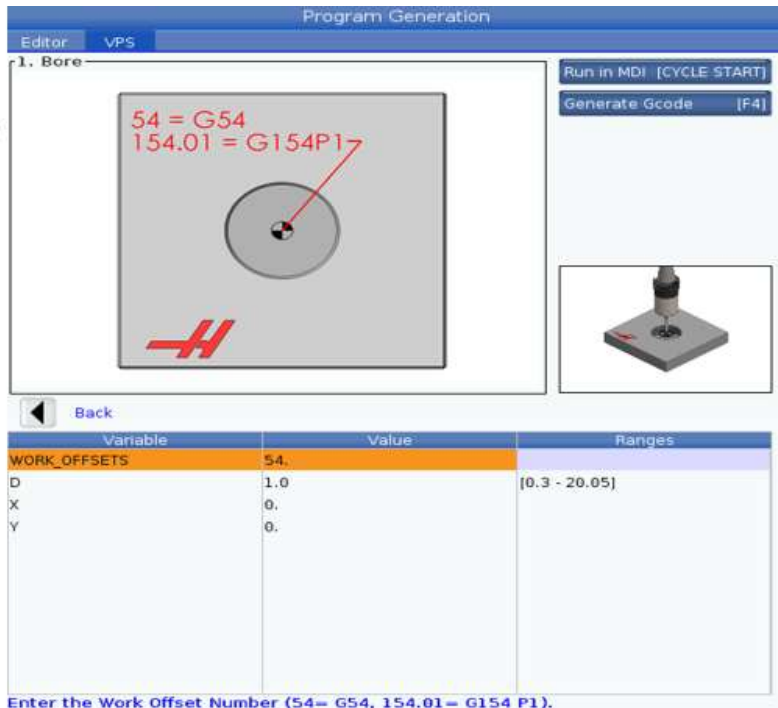 Program Generation
Editor VPS
1. Bore
Run in MDI [CYCLE START]
Generate Gcode [F4]
54 = G54
154.01 = G154P1
Back
Variable Value Ranges
WORK_OFFSETS 54.
D 1.0 [0.3 - 20.05]
X 0.
Y 0.
Enter the Work Offset Number (54= G54, 154.01= G154 P1).